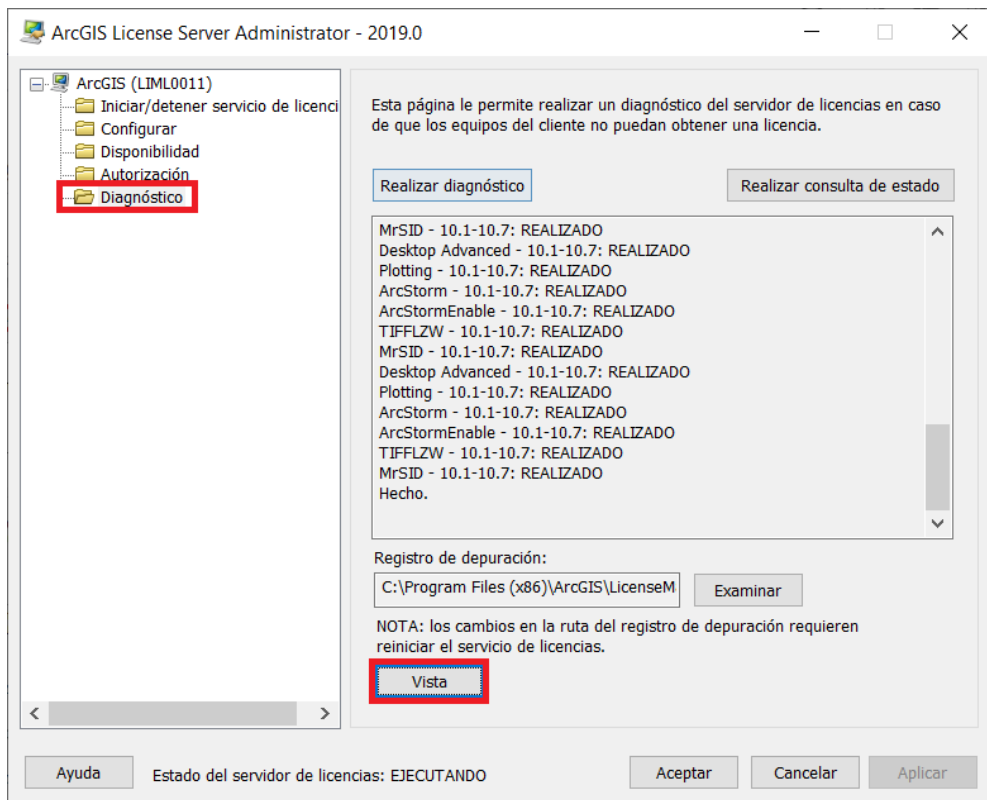 ArcGIS License Server Administrator - 2019.0
ArcGIS (LIML0011)
Iniciar/detener servicio de licenci
Configurar
Disponibilidad
Autorización
Diagnóstico
Esta página le permite realizar un diagnóstico del servidor de licencias en caso
de que los equipos del cliente no puedan obtener una licencia.
Realizar diagnóstico
Realizar consulta de estado
MrSID - 10.1-10.7: REALIZADO
Desktop Advanced - 10.1-10.7: REALIZADO
Plotting - 10.1-10.7: REALIZADO
ArcStorm - 10.1-10.7: REALIZADO
ArcStormEnable - 10.1-10.7: REALIZADO
TIFFLZW - 10.1-10.7: REALIZADO
MrSID - 10.1-10.7: REALIZADO
Desktop Advanced - 10.1-10.7: REALIZADO
Plotting - 10.1-10.7: REALIZADO
ArcStorm - 10.1-10.7: REALIZADO
ArcStormEnable - 10.1-10.7: REALIZADO
TIFFLZW - 10.1-10.7: REALIZADO
MrSID - 10.1-10.7: REALIZADO
Hecho.
Registro de depuración:
C:\Program Files (x86)\ArcGIS\LicenseM
Examinar
NOTA: los cambios en la ruta del registro de depuración requieren
reiniciar el servicio de licencias.
Vista
Ayuda
Estado del servidor de licencias: EJECUTANDO
Aceptar
Cancelar
Aplicar